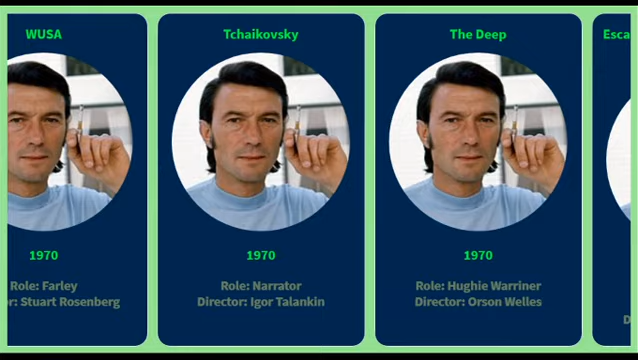 WUSA
1970
Role: Farley
r: Stuart Rosenberg
Tchaikovsky
1970
Role: Narrator
Director: Igor Talankin
The Deep
1970
Role: Hughie Warriner
Director: Orson Welles
Esca
D